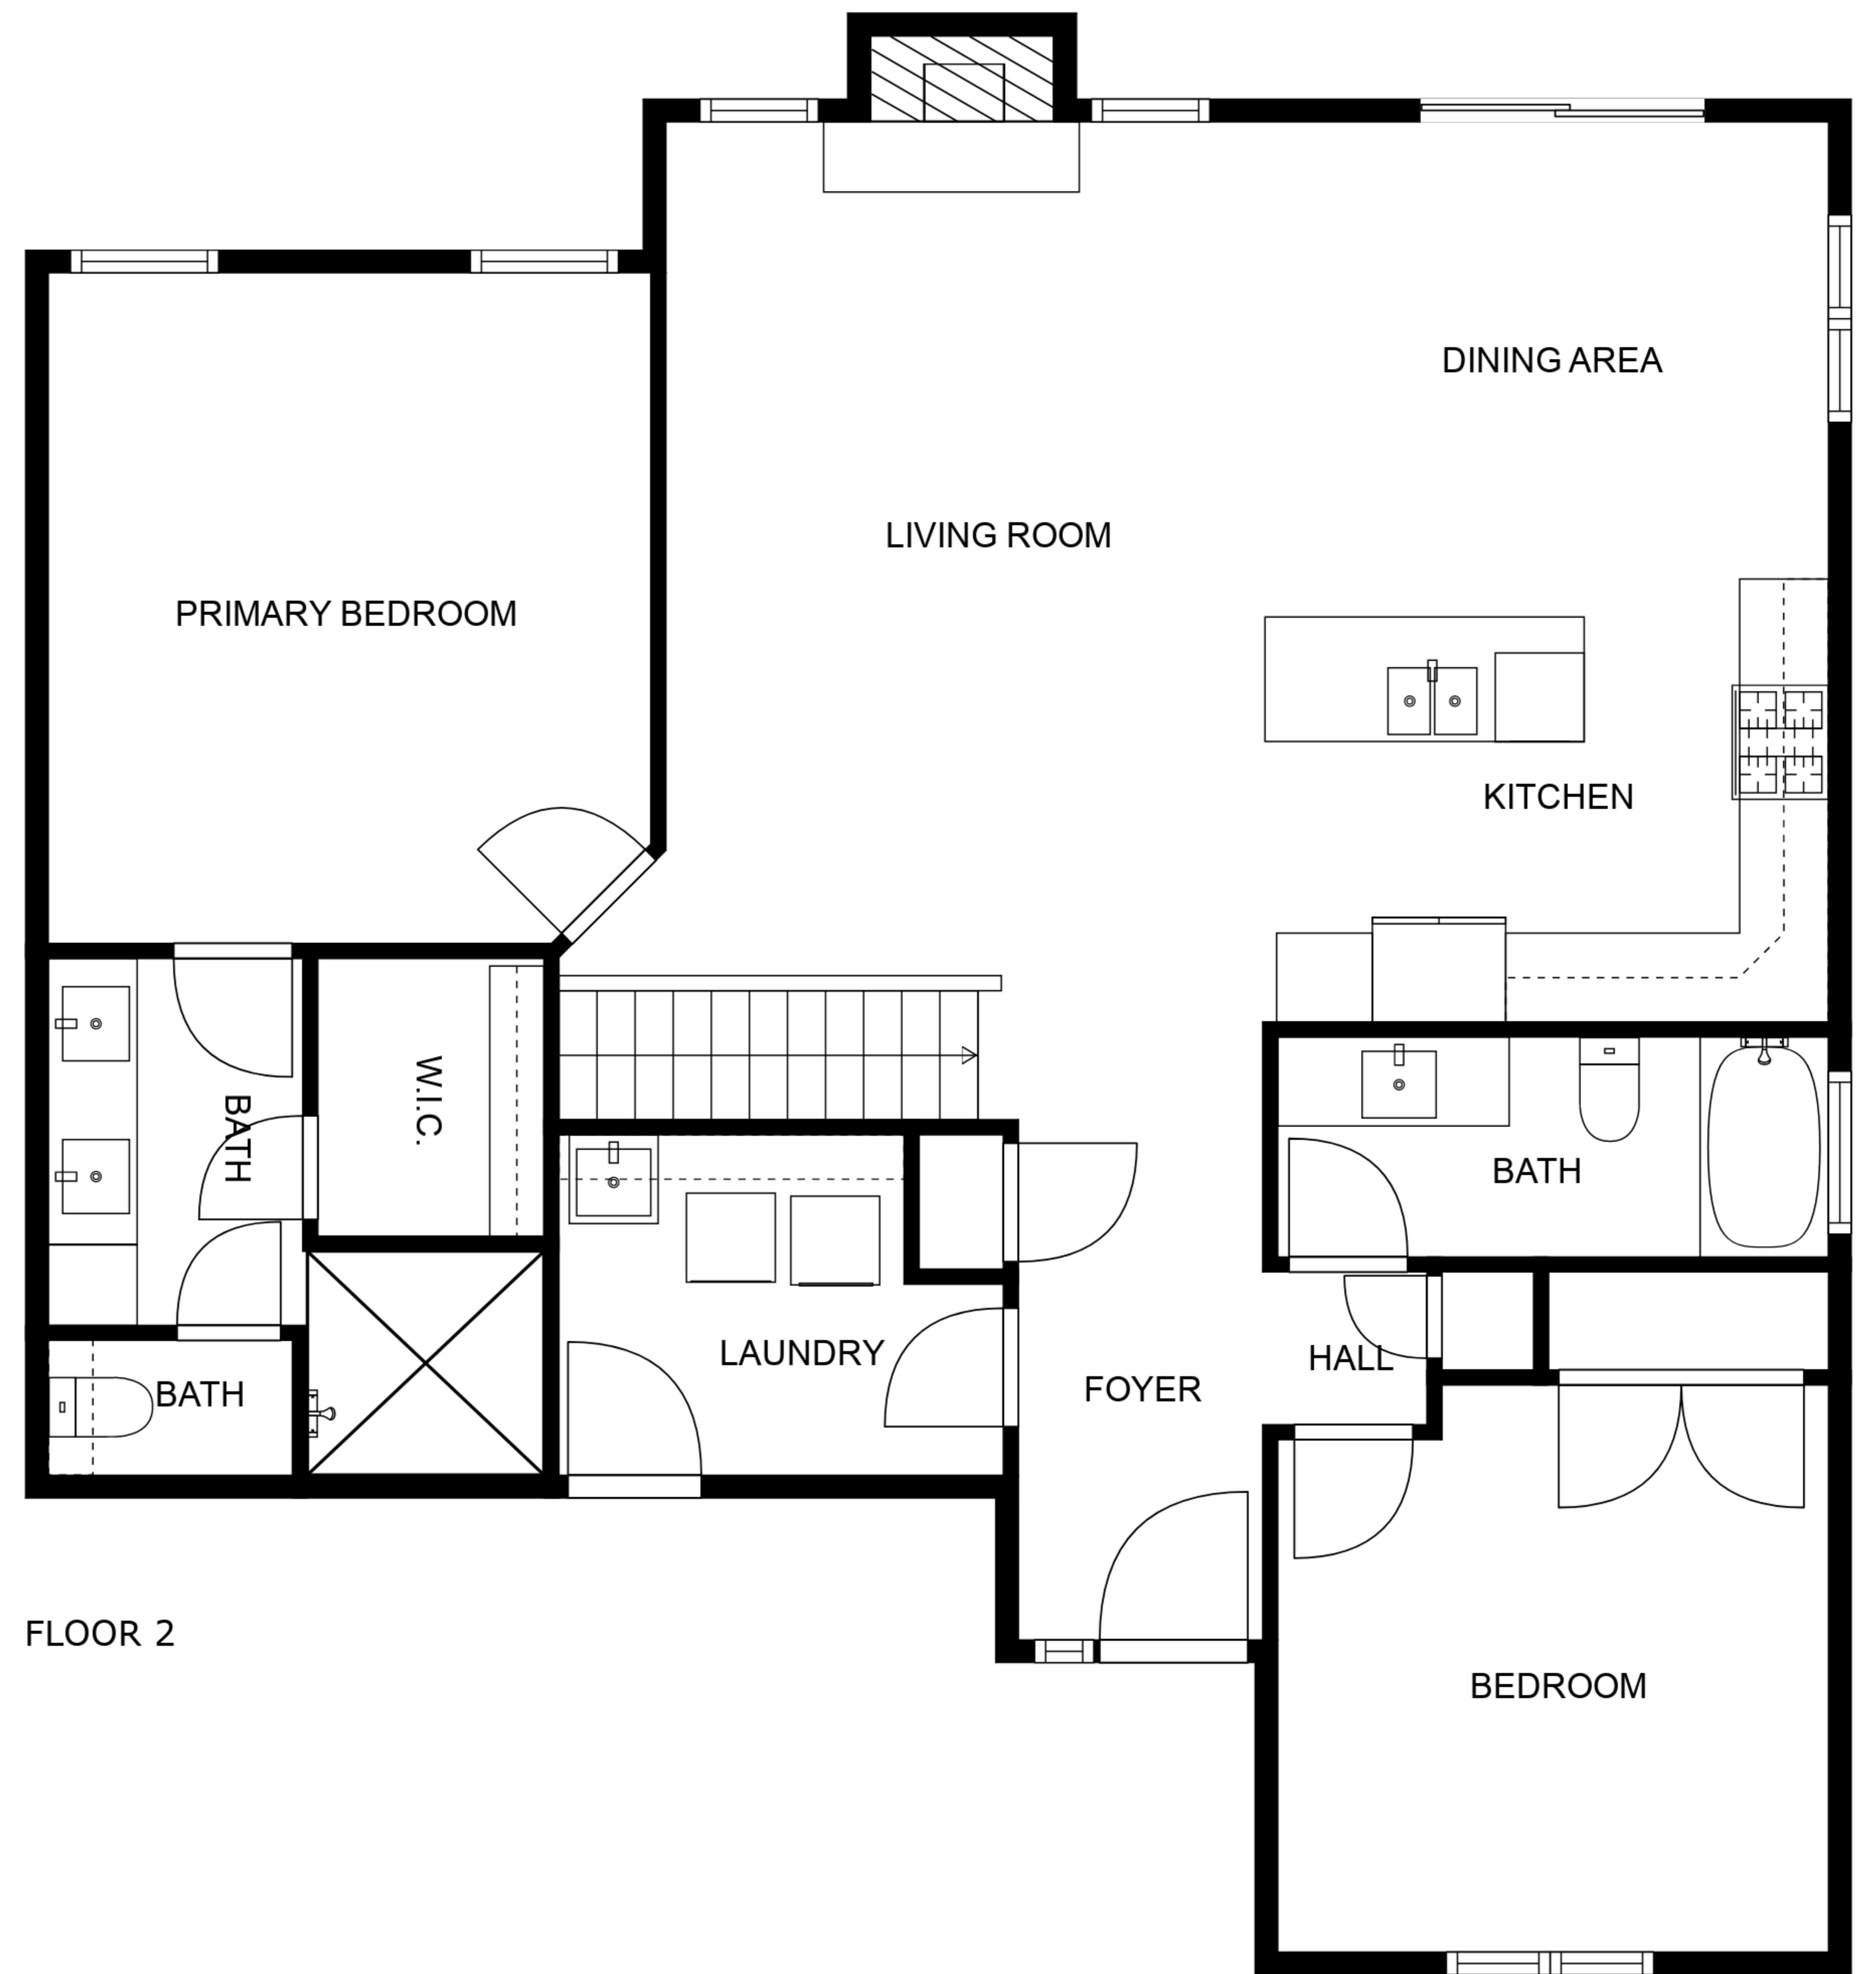 DINING AREA
LIVING ROOM
PRIMARY BEDROOM
KITCHEN
W.I.C.
BATH
BATH
LAUNDRY
HALL
FOYER
BATH
FLOOR 2
BEDROOM